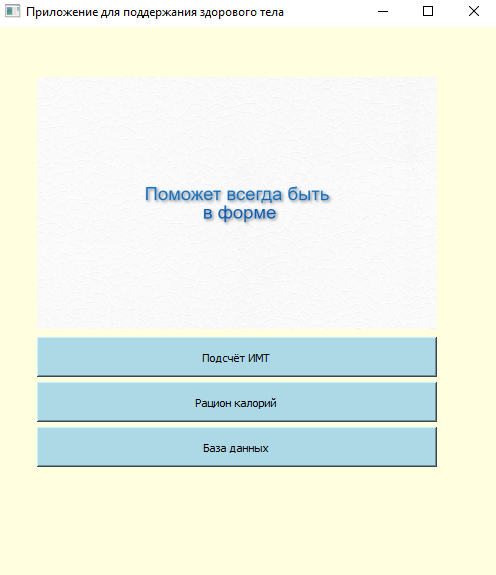 Приложение для поддержания здорового тела
Поможет всегда быть
в форме
Подсчёт ИМТ
Рацион калорий
База данных